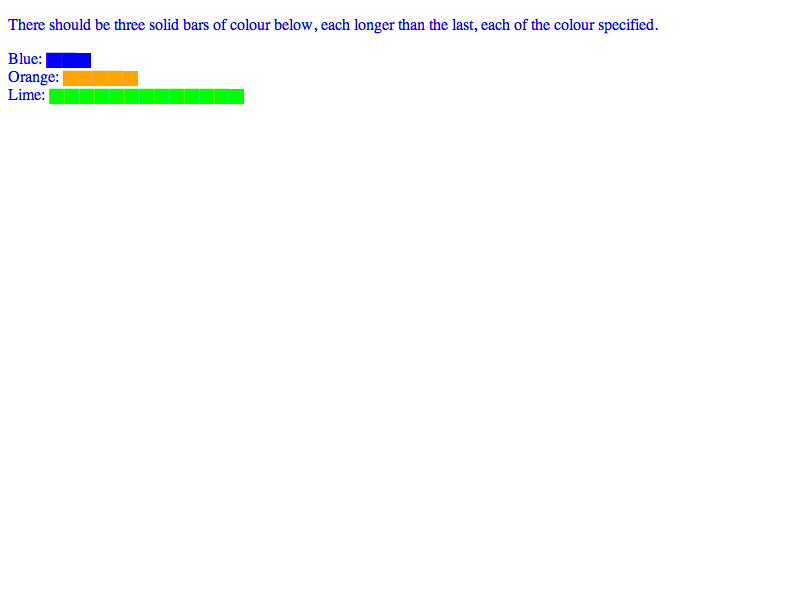 There should be three solid bars of colour below, each longer than the last, each of the colour specified.
Blue:
Orange:
Lime: